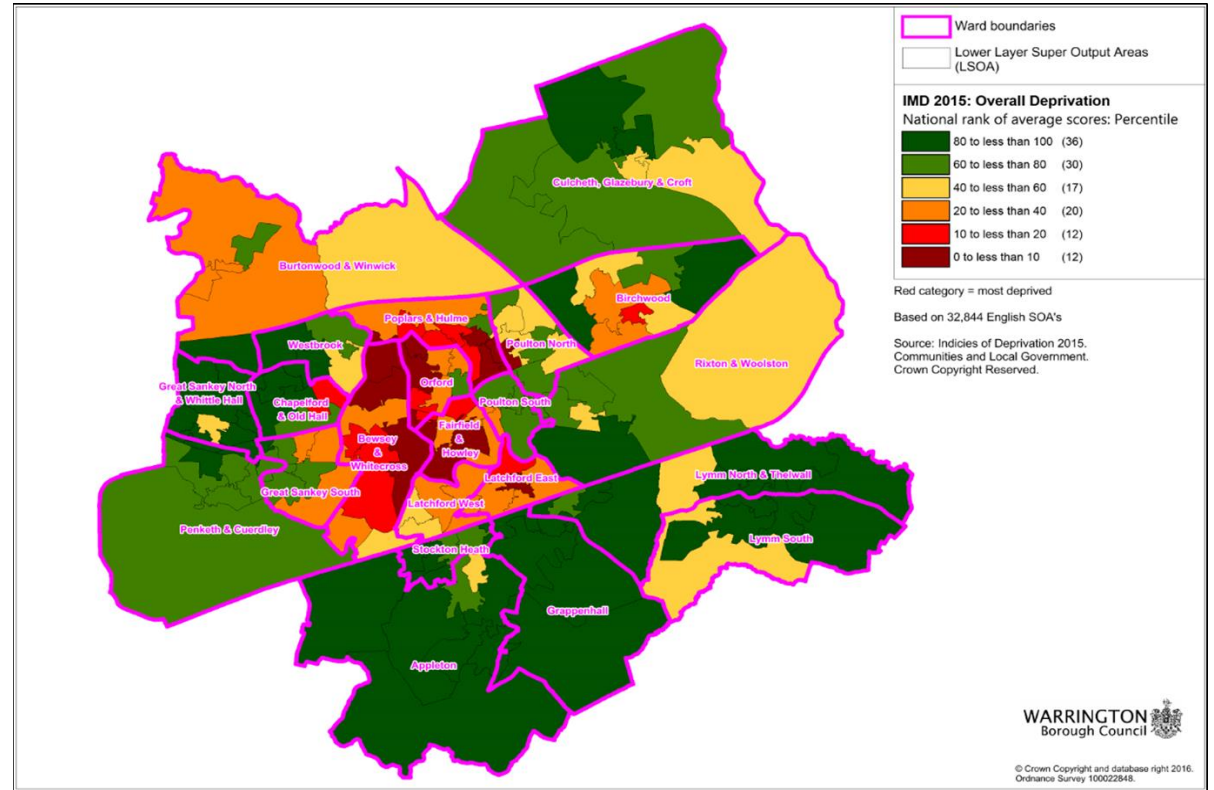 Ward boundaries
Lower Layer Super Output Areas
(LSOA)
IMD 2015: Overall Deprivation
National rank of average scores: Percentile
80 to less than 100 (36)
60 to less than 80 (30)
40 to less than 60 (17)
20 to less than 40 (20)
10 to less than 20 (12)
0 to less than 10 (12)
Red category = most deprived
Based on 32,844 English SOA's
Source: Indicies of Deprivation 2015.
Communities and Local Government.
Crown Copyright Reserved.
Culcheth, Glazebury & Croft
Burtonwood & Winwick
Birchwood
Poplars & Hulme
Poulton North
Westbrook
Rixton & Woolston
Orford
Great Sankey North
& Whittle Hall
Chapelford
& Old Hall
Poulton South
Fairfield
&
Howley
Bewsey
&
Whitecross
Latchford East
Lymm North & Thelwall
Great Sankey South
Latchford West
Penketh & Cuerdley
Lymm South
Stockton Heath
Grappenhall
Appleton
WARRINGTON
Borough Council
© Crown Copyright and database right 2016.
Ordnance Survey 100022848.